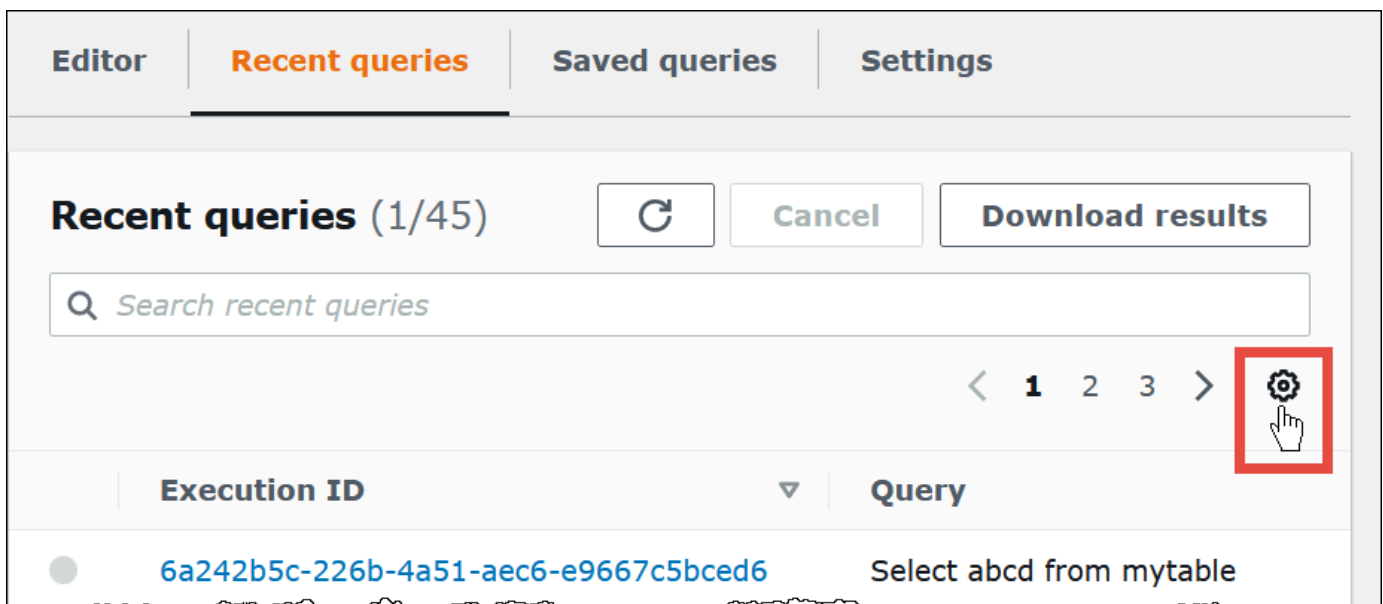 Editor Recent queries Saved queries Settings
Recent queries (1/45) Cancel Download results
Search recent queries
1 2 3
Execution ID Query
6a242b5c-226b-4a51-aec6-e9667c5bced6 Select abcd from mytable